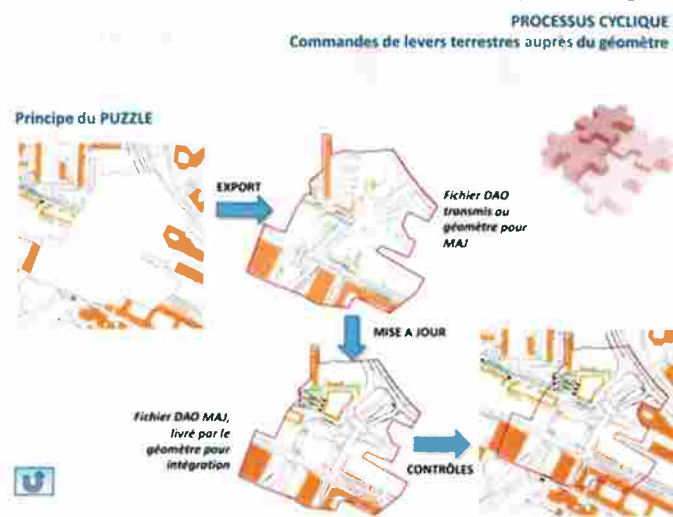 PROCESSUS CYCLIQUE
Commandes de levers terrestres auprès du géomètre
Principe du PUZZLE
EXPORT
Fichier DAO
transmis au
géomètre pour
MAJ
MISE A JOUR
Fichier DAO MAJ,
livré par le
géomètre pour
intégration
CONTRÔLES